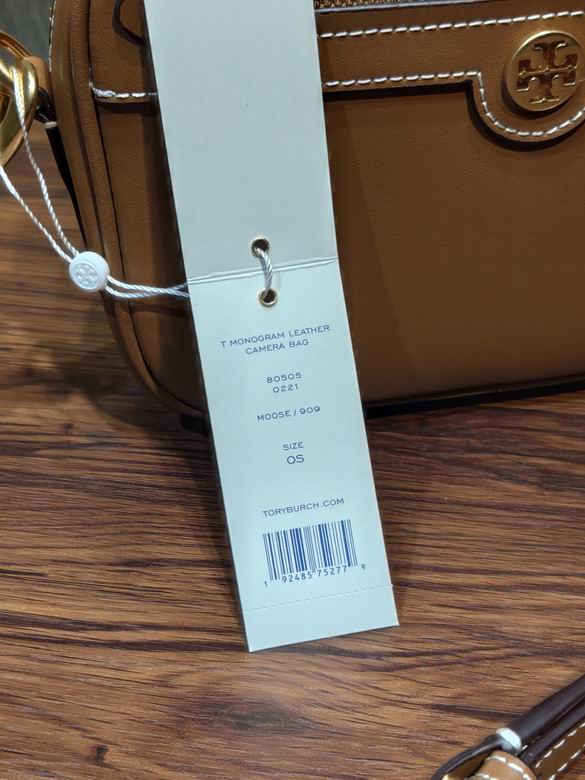 T MONOGRAM LEATHER
CAMERA BAG
80505
0221
MOOSE / 909
SIZE
OS
TORYBURCH.COM
1 92485 75277 9